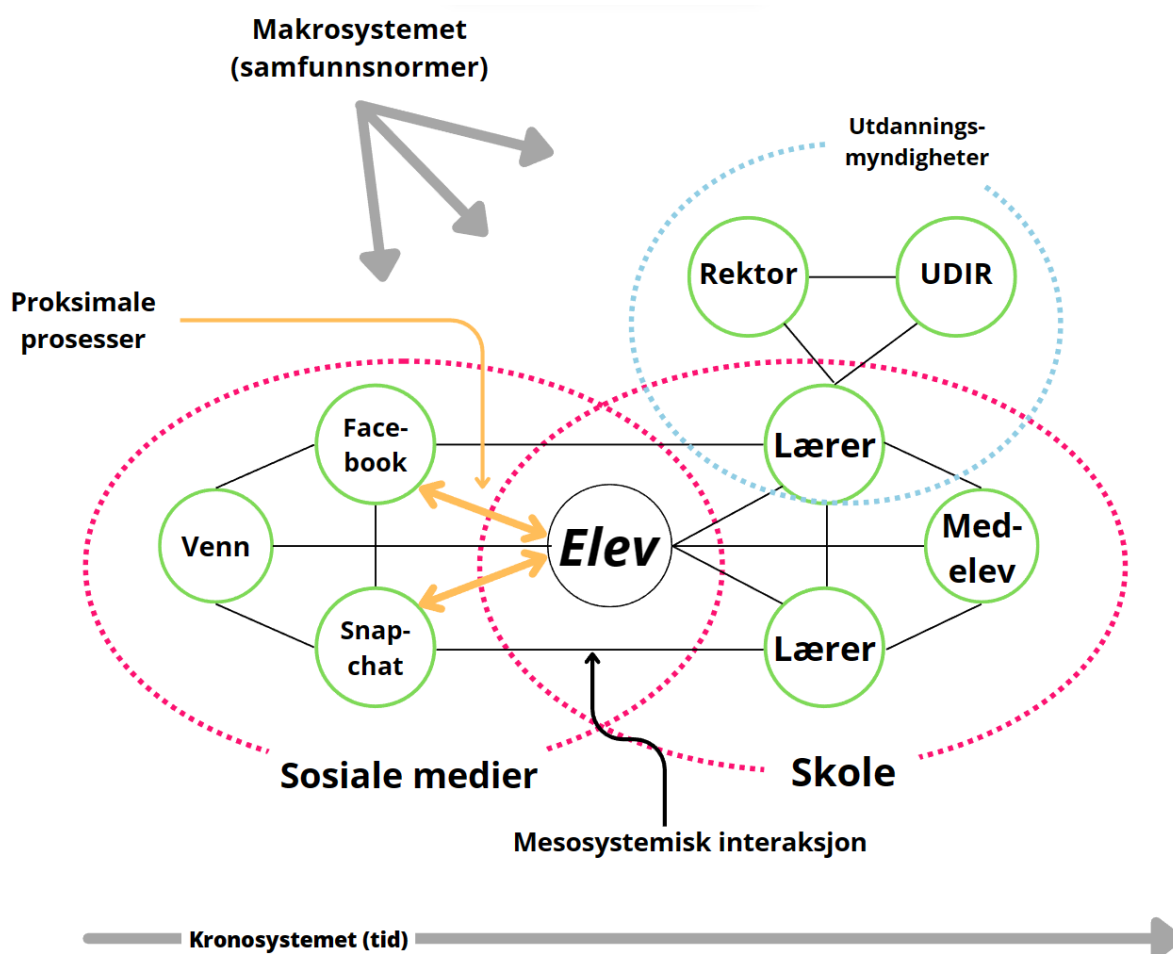 Makrosystemet
(samfunnsnormer)
Utdannings-
myndigheter
Rektor
UDIR
Proksimale
prosesser
Face-
book
Lærer
Venn
Elev
Med-
elev
Snap-
chat
Lærer
Sosiale medier
Skole
Mesosystemisk interaksjon
Kronosystemet (tid)